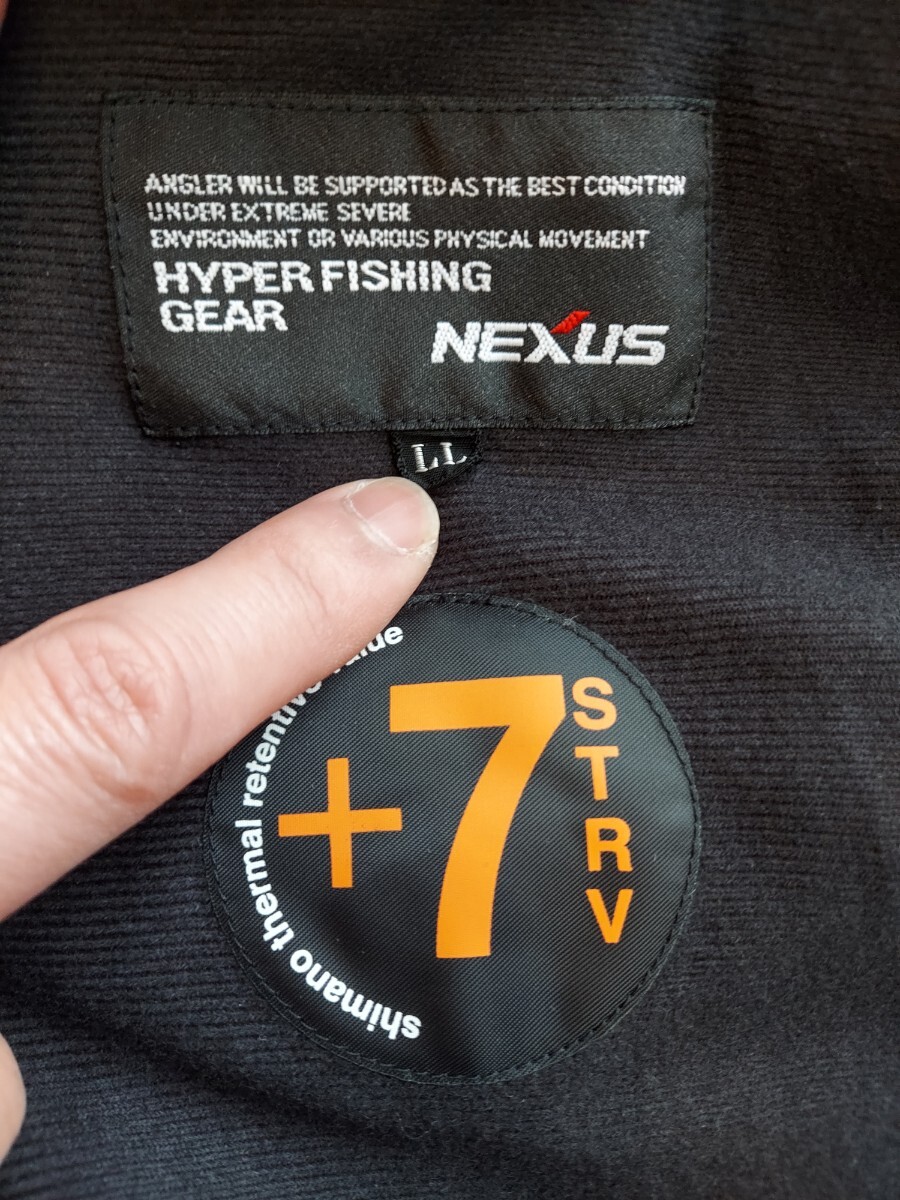 ANGLER WILL BE SUPPORTED AS THE BEST CONDITION
UNDER EXTREME SEVERE
ENVIRONMENT OR VARIOUS PHYSICAL MOVEMENT
HYPER FISHING
GEAR
NEXUS
LL
shimano thermal retentive value
+7
STRV